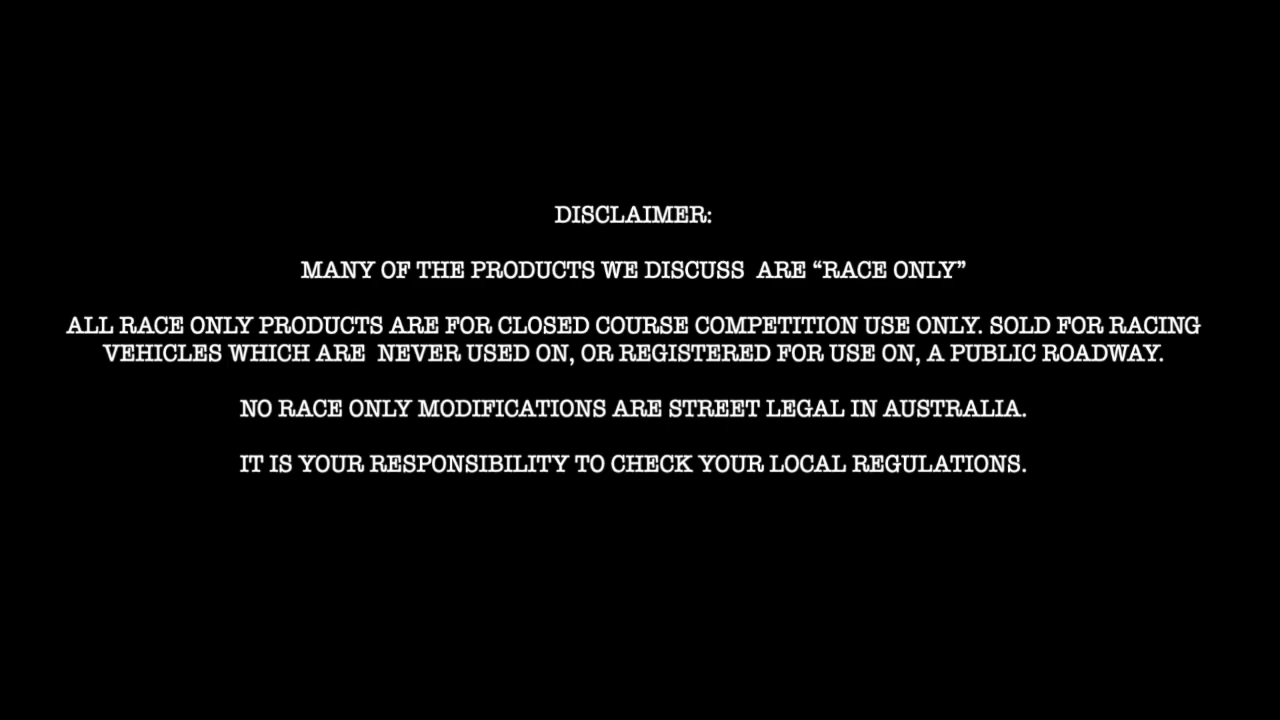 DISCLAIMER:
MANY OF THE PRODUCTS WE DISCUSS  ARE “RACE ONLY”
ALL RACE ONLY PRODUCTS ARE FOR CLOSED COURSE COMPETITION USE ONLY. SOLD FOR RACING
VEHICLES WHICH ARE  NEVER USED ON, OR REGISTERED FOR USE ON, A PUBLIC ROADWAY.
NO RACE ONLY MODIFICATIONS ARE STREET LEGAL IN AUSTRALIA.
IT IS YOUR RESPONSIBILITY TO CHECK YOUR LOCAL REGULATIONS.